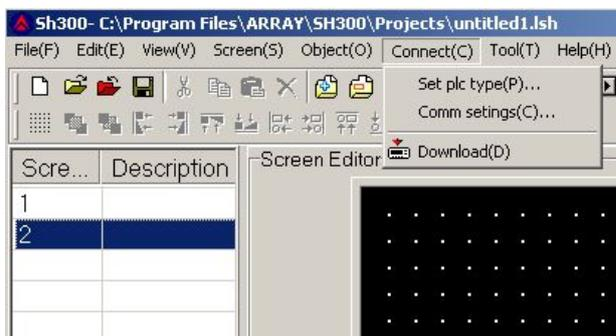 Sh300- C:\Program Files\ARRAY\SH300\Projects\untitled1.lsh
File(F) Edit(E) View(V) Screen(S) Object(O) Connect(C) Tool(T) Help(H)
Set plc type(P)...
Comm setings(C)...
Download(D)
Scre... Description
Screen Editor
1
2